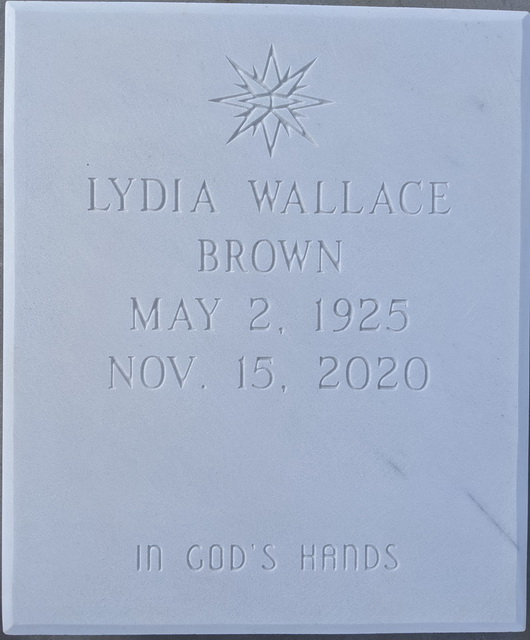 LYDIA WALLACE
BROWN
MAY 2, 1925
NOV. 15, 2020
IN GOD'S HANDS